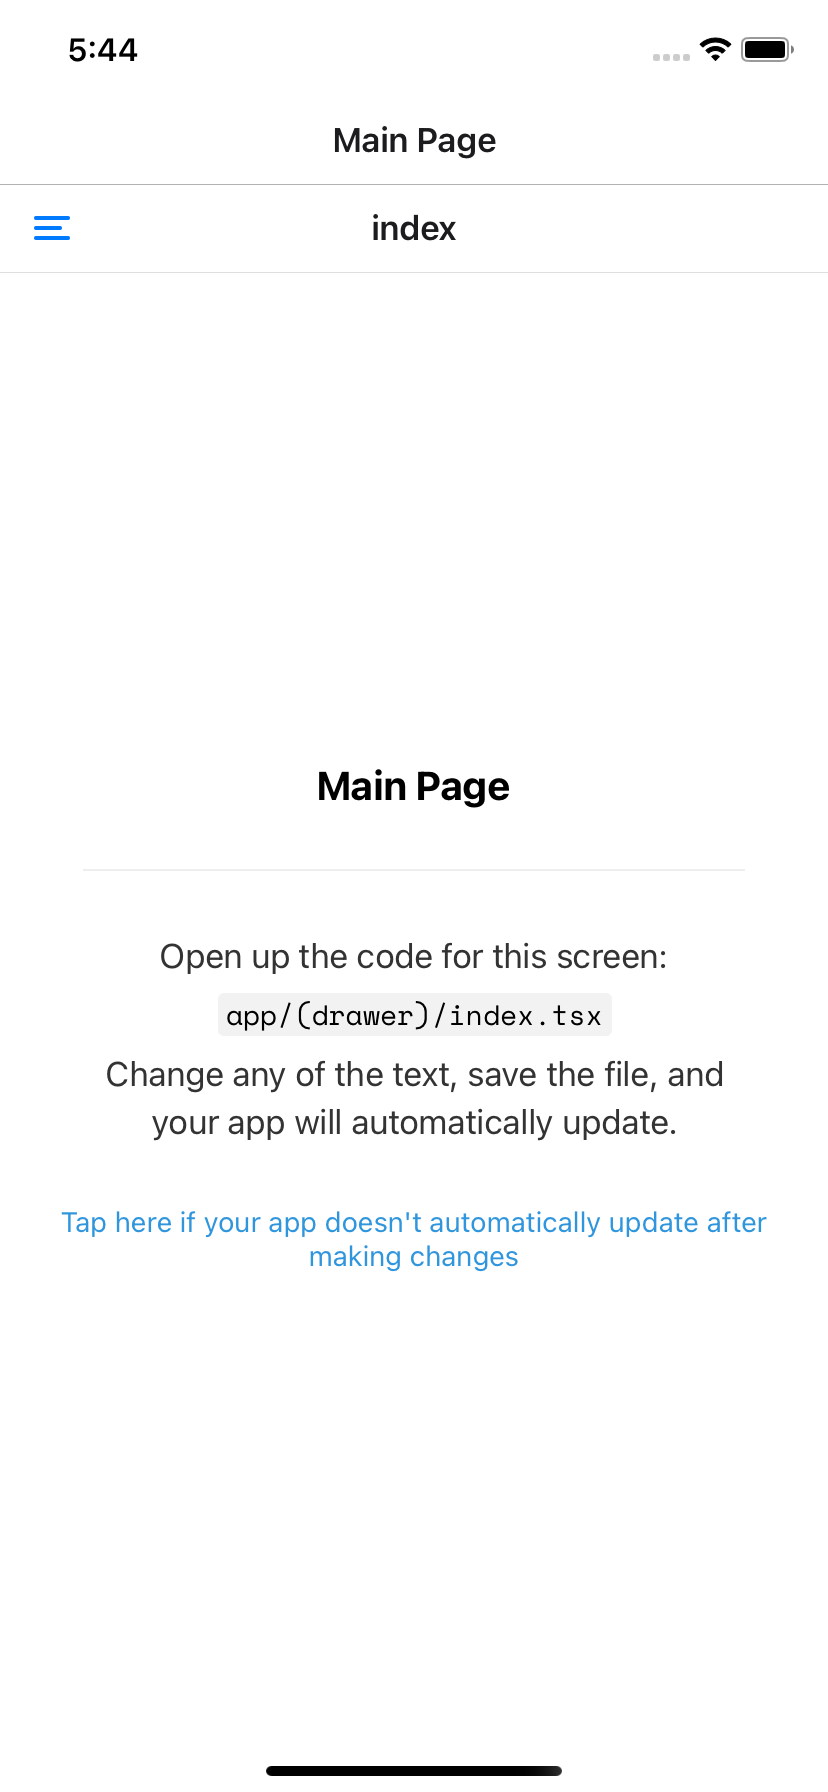 5:44
Main Page
index
Main Page
Open up the code for this screen:
app/(drawer)/index.tsx
Change any of the text, save the file, and
your app will automatically update.
Tap here if your app doesn't automatically update after
making changes